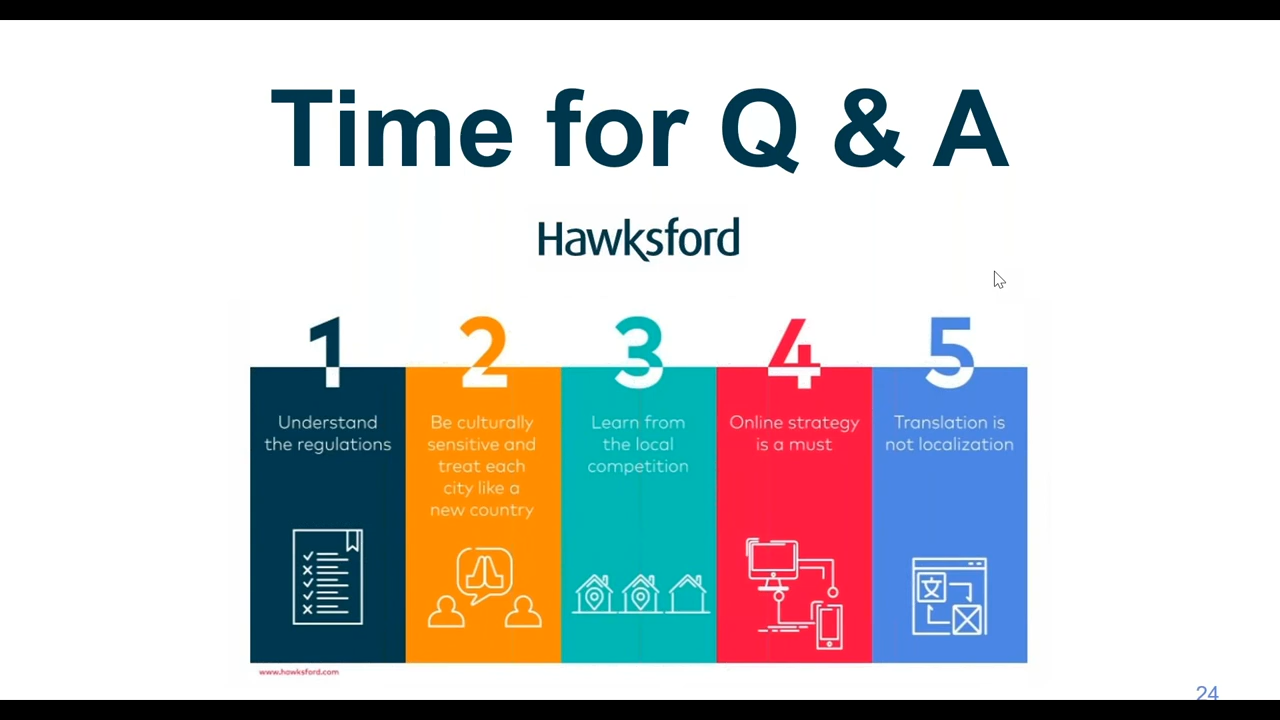 Time for Q & A
Hawksford
1
Understand
the regulations
2
Be culturally
sensitive and
treat each
city like a
new country
3
Learn from
the local
competition
4
Online strategy
is a must
5
Translation is
not localization
文
www.hawksford.com
24